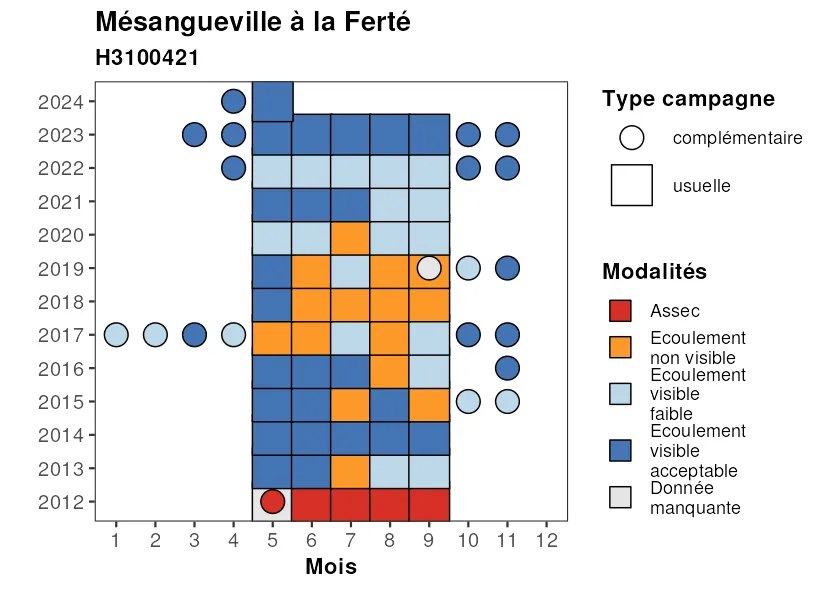 Mésangueville à la Ferté
H3100421
2024
2023
2022
2021
2020
2019
2018
2017
2016
2015
2014
2013
2012
1 2 3 4 5 6 7 8 9 10 11 12
Mois
Type campagne
complémentaire
usuelle
Modalités
Assec
Ecoulement
non visible
Ecoulement
visible
faible
Ecoulement
visible
acceptable
Donnée
manquante